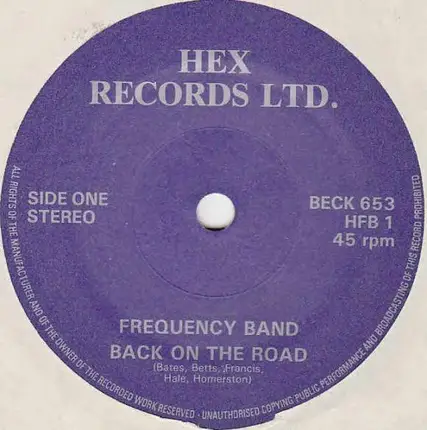 HEX
RECORDS LTD.
SIDE ONE
STEREO
BECK 653
HFB 1
45 rpm
FREQUENCY BAND
BACK ON THE ROAD
(Bates, Betts, Francis,
Hale, Homerston)
ALL RIGHTS OF THE MANUFACTURER AND OF THE OWNER OF THE RECORDED WORK RESERVED - UNAUTHORISED COPYING PUBLIC PERFORMANCE AND BROADCASTING OF THIS RECORD PROHIBITED